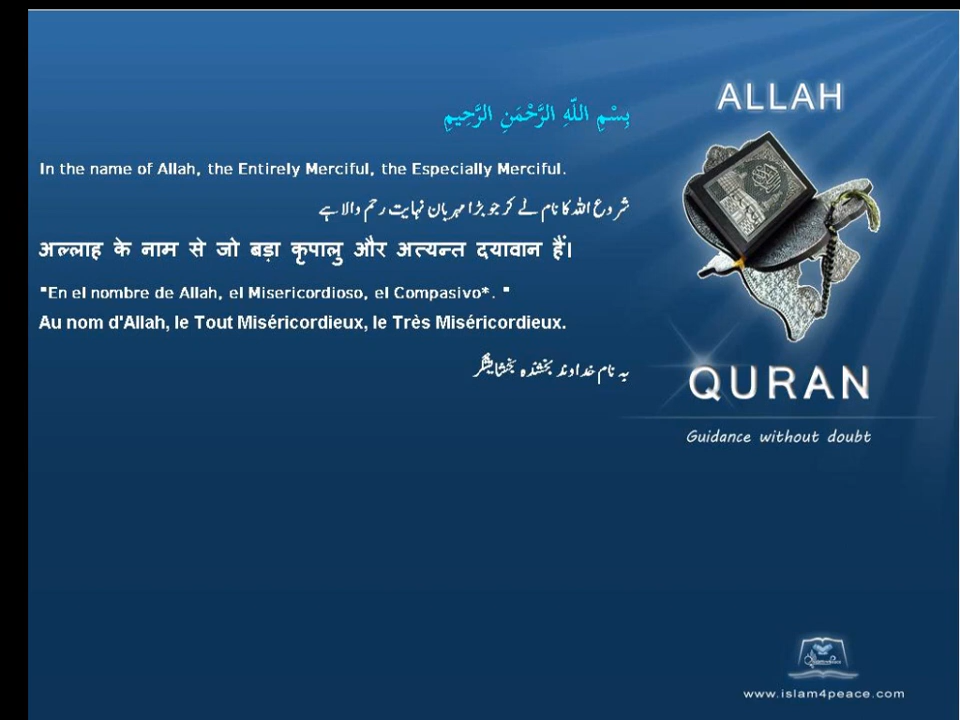 بِسْمِ اللَّهِ الرَّحْمَنِ الرَّحِيمِ
In the name of Allah, the Entirely Merciful, the Especially Merciful.
شروع الله کا نام لے کر جو بڑا مہربان نہایت رحم والا ہے
अल्लाह के नाम से जो बड़ा कृपालु और अत्यन्त दयावान हैं।
"En el nombre de Allah, el Misericordioso, el Compasivo*. "
Au nom d'Allah, le Tout Miséricordieux, le Très Miséricordieux.
به نام خداوند بخشنده بخشایشگر
ALLAH
QURAN
Guidance without doubt
www.islam4peace.com